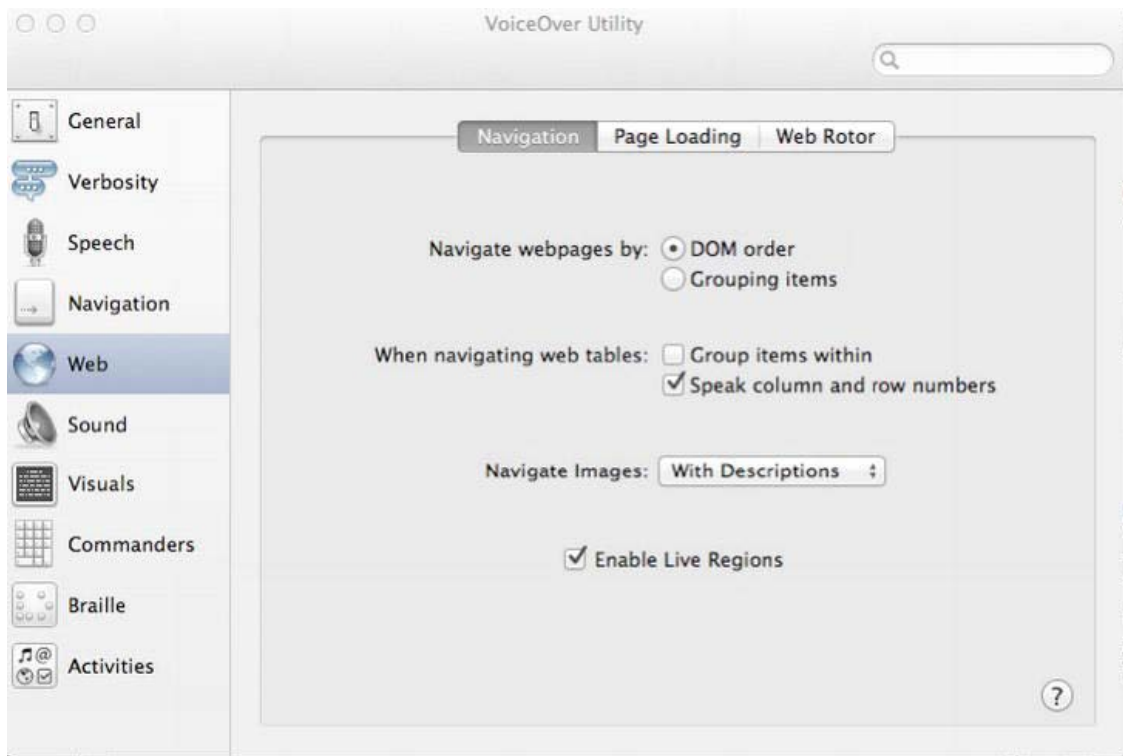 VoiceOver Utility
General
Verbosity
Speech
Navigation
Web
Sound
Visuals
Commanders
Braille
Activities
Navigation Page Loading Web Rotor
Navigate webpages by: DOM order
Grouping items
When navigating web tables: Group items within
Speak column and row numbers
Navigate Images: With Descriptions
Enable Live Regions
?